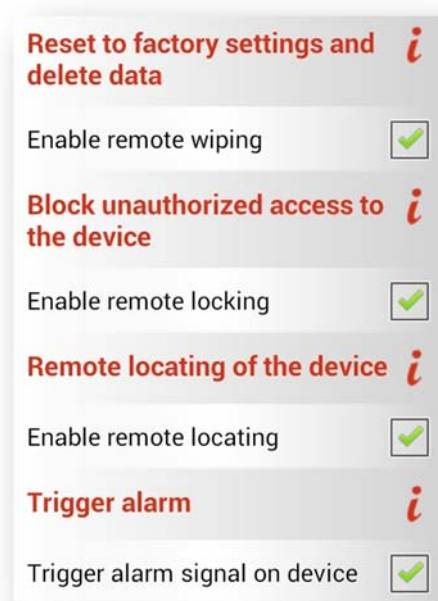 Reset to factory settings and
delete data
Enable remote wiping
Block unauthorized access to
the device
Enable remote locking
Remote locating of the device
Enable remote locating
Trigger alarm
Trigger alarm signal on device